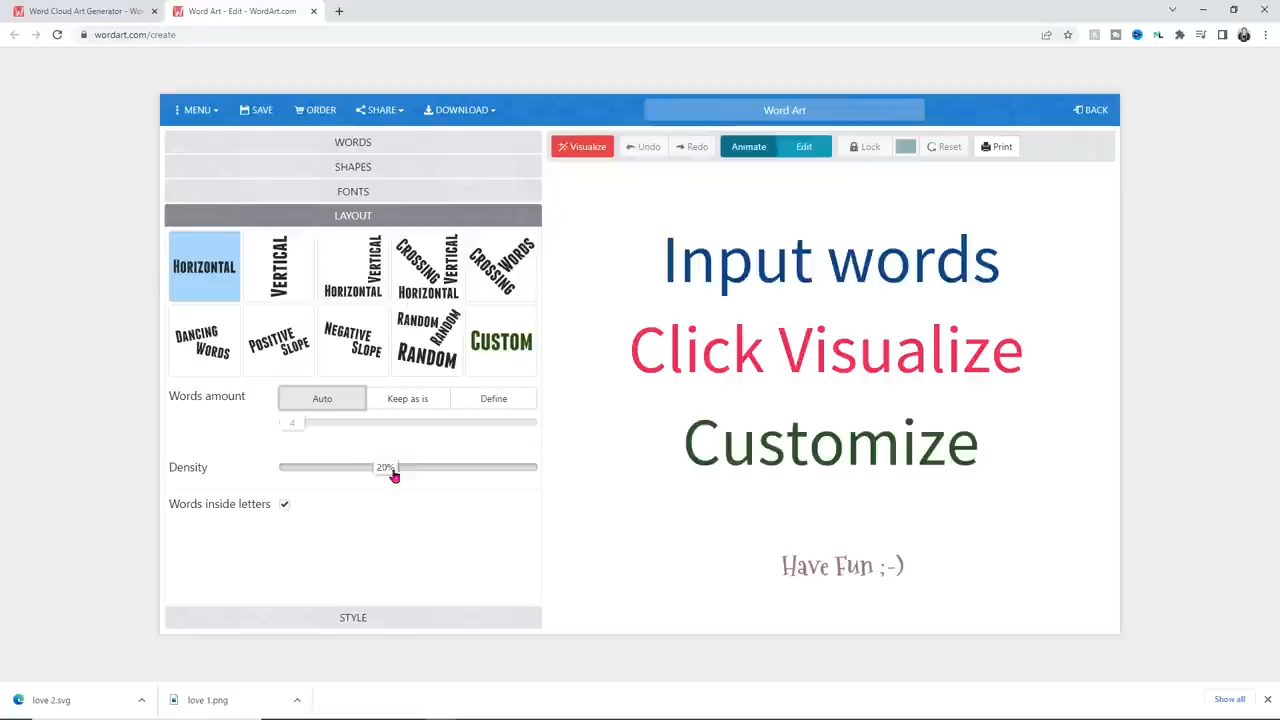 Word Cloud Art Generator - Wo
Word Art - Edit - WordArt.com
wordart.com/create
MENU
SAVE
ORDER
SHARE
DOWNLOAD
Word Art
BACK
WORDS
SHAPES
FONTS
LAYOUT
Visualize
Undo
Redo
Animate
Edit
Lock
Reset
Print
HORIZONTAL
VERTICAL
HORIZONTAL VERTICAL
CROSSING VERTICAL HORIZONTAL
CROSSING WORDS
DANCING WORDS
POSITIVE SLOPE
NEGATIVE SLOPE
RANDOM RANDOM RANDOM
CUSTOM
Words amount
Auto
Keep as is
Define
4
Density
20%
Words inside letters
STYLE
Input words
Click Visualize
Customize
Have Fun ;-)
love 2.svg
love 1.png
Show all